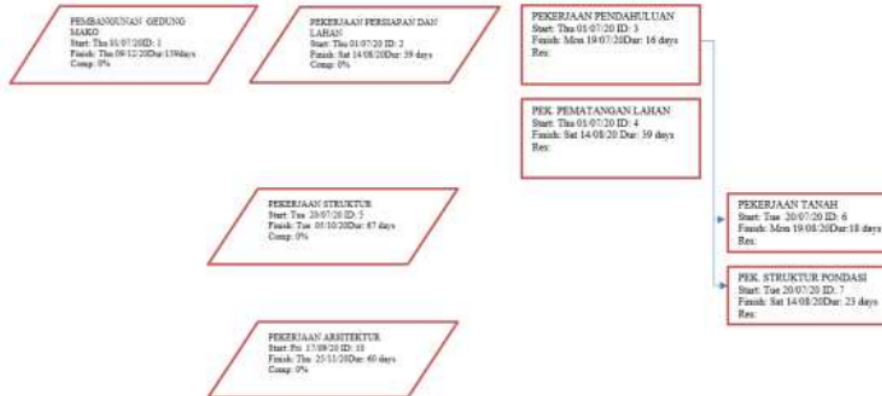 PEMBANGUNAN GEDUNG
MAKO
Start: Thu 01/07/20 ID: 1
Finish: Thu 09/12/20 Dur:139days
Comp: 0%
PEKERJAAN PERSIAPAN DAN
LAHAN
Start: Thu 01/07/20 ID: 2
Finish: Sat 14/08/20 Dur: 39 days
Comp: 0%
PEKERJAAN PENDAHULUAN
Start: Thu 01/07/20 ID: 3
Finish: Mon 19/07/20Dur: 16 days
Res:
PEK. PEMATANGAN LAHAN
Start: Thu 01/07/20 ID: 4
Finish: Sat 14/08/20 Dur: 39 days
Res:
PEKERJAAN STRUKTUR
Start: Tue 20/07/20 ID: 5
Finish: Tue 05/10/20Dur: 67 days
Comp: 0%
PEKERJAAN TANAH
Start: Tue 20/07/20 ID: 6
Finish: Mon 19/08/20Dur:18 days
Res:
PEK. STRUKTUR PONDASI
Start: Tue 20/07/20 ID: 7
Finish: Sat 14/08/20Dur: 23 days
Res:
PEKERJAAN ARSITEKTUR
Start: Fri 17/09/20 ID:
Finish: Thu 25/11/20Dur: 60 days
Comp: 0%